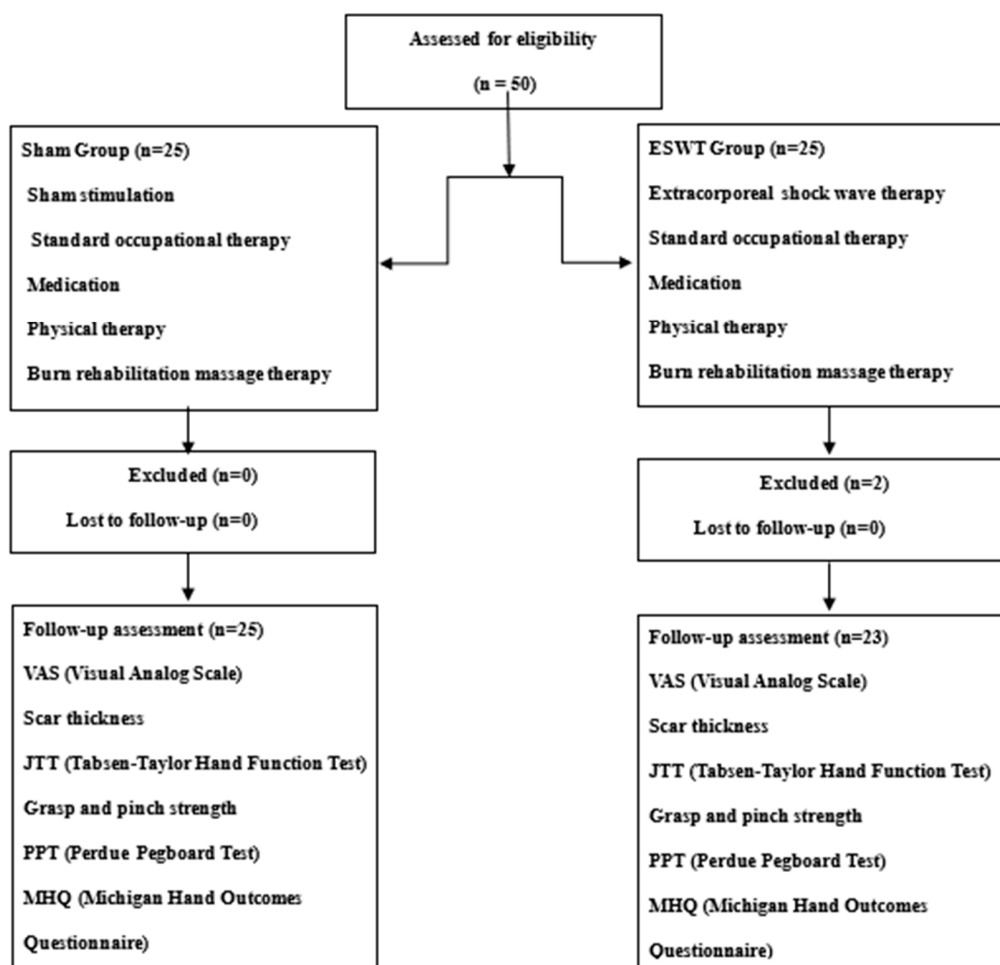 Assessed for eligibility
(n = 50)
Sham Group (n=25)
Sham stimulation
Standard occupational therapy
Medication
Physical therapy
Burn rehabilitation massage therapy
ESWT Group (n=25)
Extracorporeal shock wave therapy
Standard occupational therapy
Medication
Physical therapy
Burn rehabilitation massage therapy
Excluded (n=0)
Lost to follow-up (n=0)
Excluded (n=2)
Lost to follow-up (n=0)
Follow-up assessment (n=25)
VAS (Visual Analog Scale)
Scar thickness
JTT (Tabsen-Taylor Hand Function Test)
Grasp and pinch strength
PPT (Perdue Pegboard Test)
MHQ (Michigan Hand Outcomes
Questionnaire)
Follow-up assessment (n=23)
VAS (Visual Analog Scale)
Scar thickness
JTT (Tabsen-Taylor Hand Function Test)
Grasp and pinch strength
PPT (Perdue Pegboard Test)
MHQ (Michigan Hand Outcomes
Questionnaire)